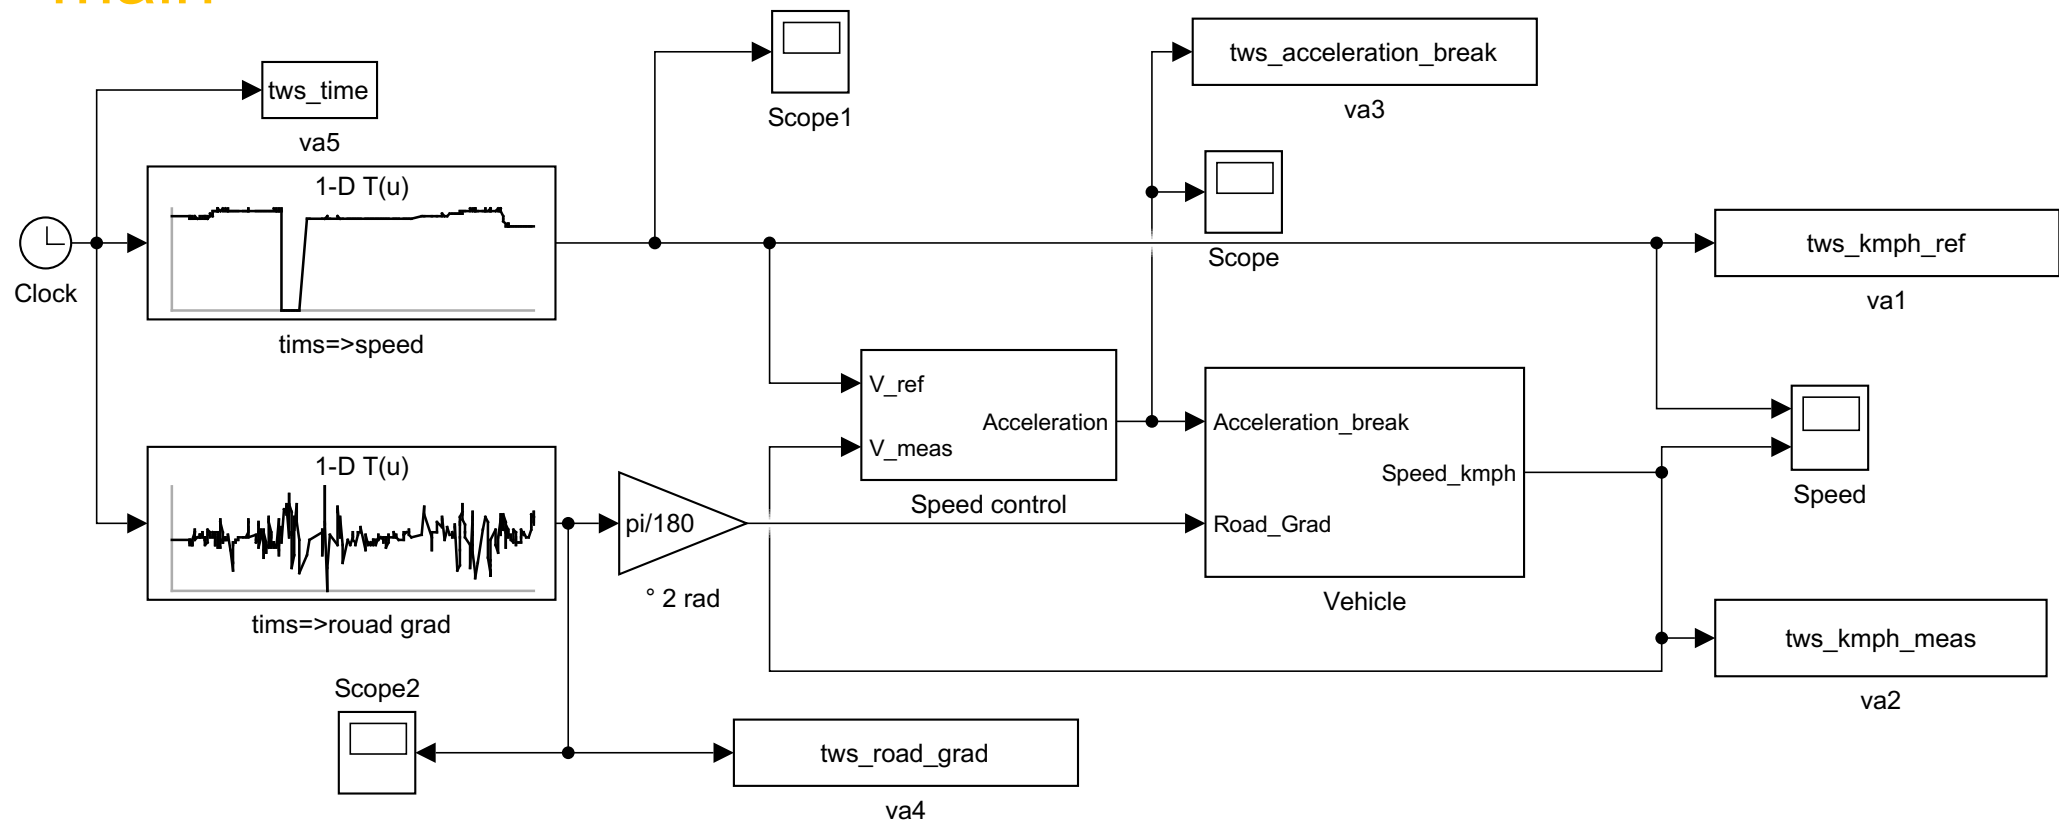 main
tws_time
va5
Scope1
tws_acceleration_break
va3
1-D T(u)
Scope
tws_kmph_ref
va1
Clock
tims=>speed
V_ref
Acceleration
V_meas
Speed control
Acceleration_break
Speed_kmph
Road_Grad
Vehicle
Speed
1-D T(u)
pi/180
° 2 rad
tims=>rouad grad
tws_kmph_meas
va2
Scope2
tws_road_grad
va4